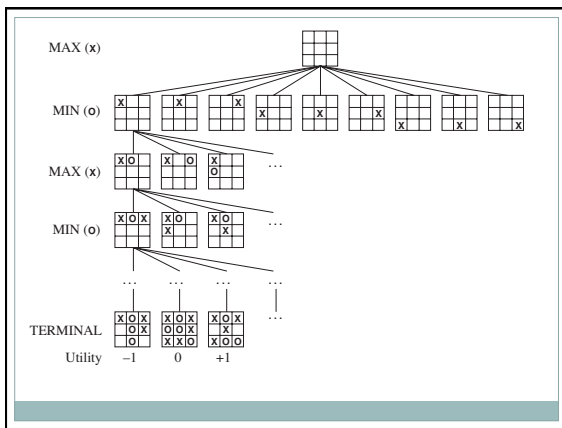 MAX (x)
X X X
MIN (o) X X X
X X X
X O X O X ...
MAX (x) O
X O X X O X O ...
MIN (o) X X
... ... ... ...
X O X X O X X O X ...
TERMINAL O X O O X X
O X X O X O O
Utility –1 0 +1